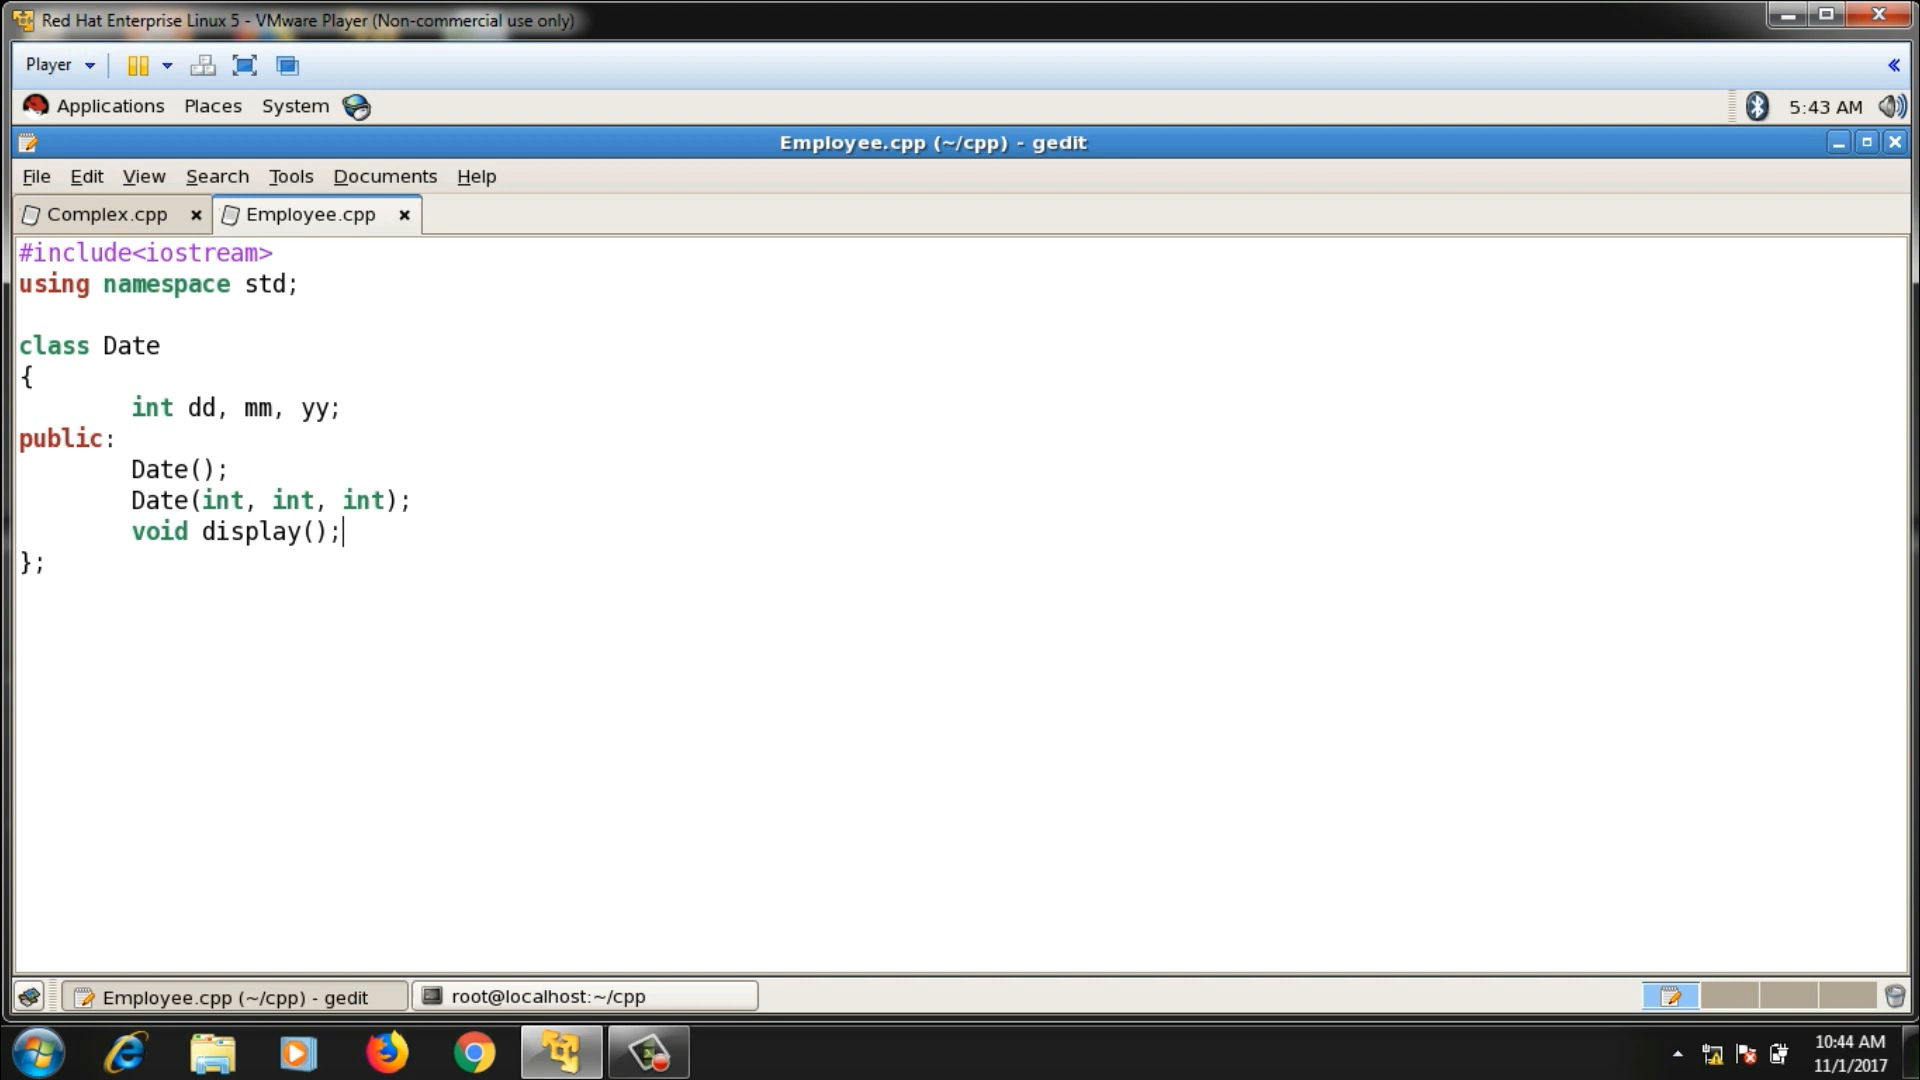 Red Hat Enterprise Linux 5 - VMware Player (Non-commercial use only)
Player
Applications Places System 5:43 AM
Employee.cpp (~/cpp) - gedit
File Edit View Search Tools Documents Help
Complex.cpp Employee.cpp
#include<iostream>
using namespace std;
class Date
{
int dd, mm, yy;
public:
Date();
Date(int, int, int);
void display();
};
Employee.cpp (~/cpp) - gedit root@localhost:~/cpp
10:44 AM
11/1/2017